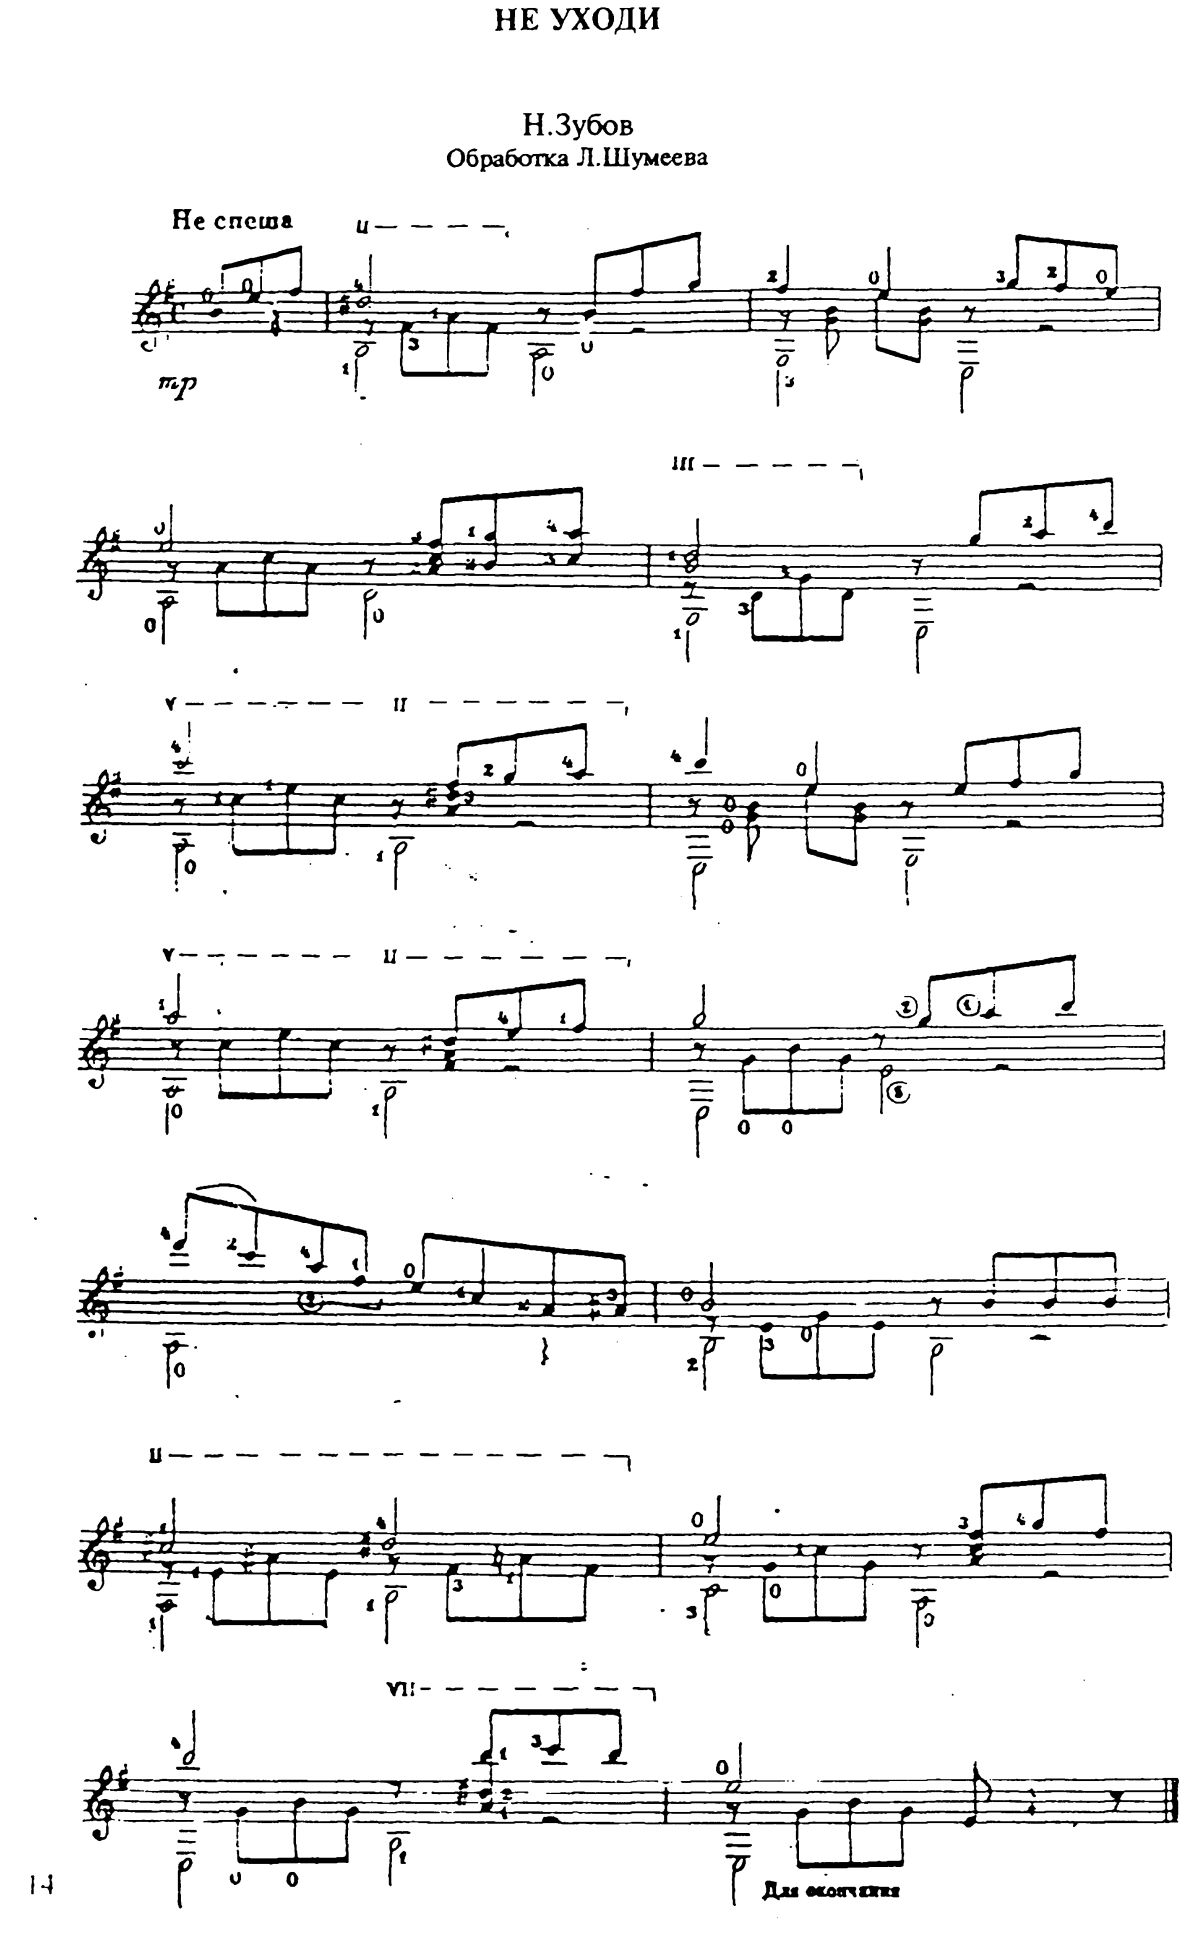 НЕ УХОДИ
Н.Зубов
Обработка Л.Шумеева
Не спеша
II
mp
III
V II
V II
II
VII
Для окончания
14